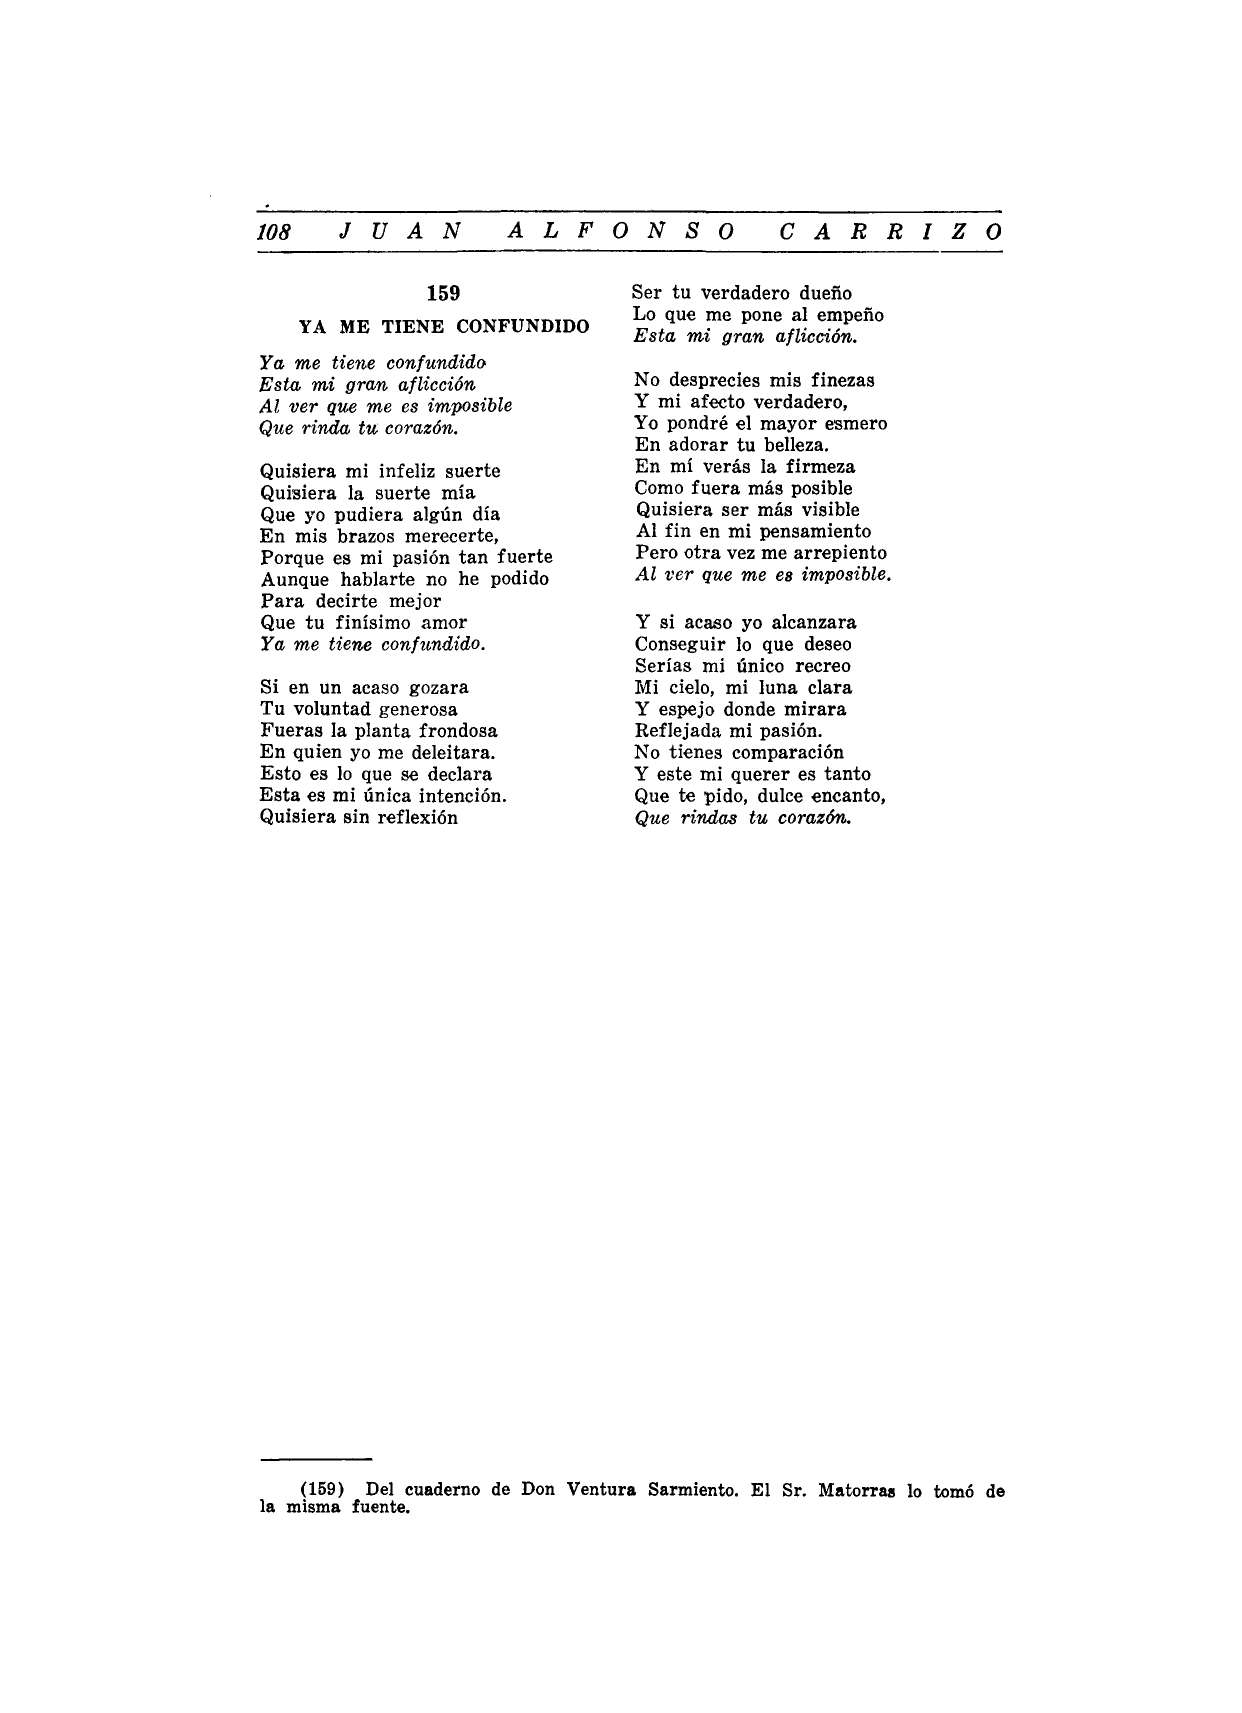 108 JUAN ALFONSO CARRIZO
159
YA ME TIENE CONFUNDIDO
Ya me tiene confundido
Esta mi gran aflicción
Al ver que me es imposible
Que rinda tu corazón.
Quisiera mi infeliz suerte
Quisiera la suerte mía
Que yo pudiera algún día
En mis brazos merecerte,
Porque es mi pasión tan fuerte
Aunque hablarte no he podido
Para decirte mejor
Que tu finísimo amor
Ya me tiene confundido.
Si en un acaso gozara
Tu voluntad generosa
Fueras la planta frondosa
En quien yo me deleitara.
Esto es lo que se declara
Esta es mi única intención.
Quisiera sin reflexión
Ser tu verdadero dueño
Lo que me pone al empeño
Esta mi gran aflicción.
No desprecies mis finezas
Y mi afecto verdadero,
Yo pondré el mayor esmero
En adorar tu belleza.
En mí verás la firmeza
Como fuera más posible
Quisiera ser más visible
Al fin en mi pensamiento
Pero otra vez me arrepiento
Al ver que me es imposible.
Y si acaso yo alcanzara
Conseguir lo que deseo
Serías mi único recreo
Mi cielo, mi luna clara
Y espejo donde mirara
Reflejada mi pasión.
No tienes comparación
Y este mi querer es tanto
Que te pido, dulce encanto,
Que rindas tu corazón.
(159) Del cuaderno de Don Ventura Sarmiento. El Sr. Matorras lo tomó de
la misma fuente.